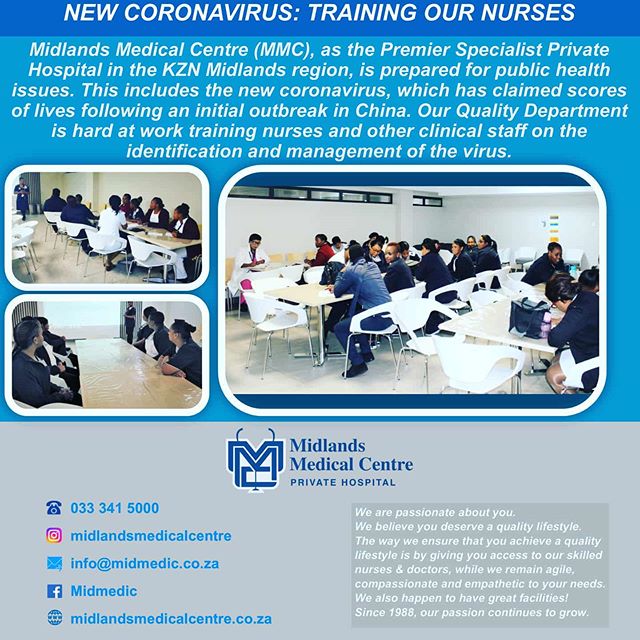 NEW CORONAVIRUS: TRAINING OUR NURSES
Midlands Medical Centre (MMC), as the Premier Specialist Private
Hospital in the KZN Midlands region, is prepared for public health
issues. This includes the new coronavirus, which has claimed scores
of lives following an initial outbreak in China. Our Quality Department
is hard at work training nurses and other clinical staff on the
identification and management of the virus.
Midlands
Medical Centre
PRIVATE HOSPITAL
033 341 5000
midlandsmedicalcentre
info@midmedic.co.za
Midmedic
midlandsmedicalcentre.co.za
We are passionate about you.
We believe you deserve a quality lifestyle.
The way we ensure that you achieve a quality
lifestyle is by giving you access to our skilled
nurses & doctors, while we remain agile,
compassionate and empathetic to your needs.
We also happen to have great facilities!
Since 1988, our passion continues to grow.